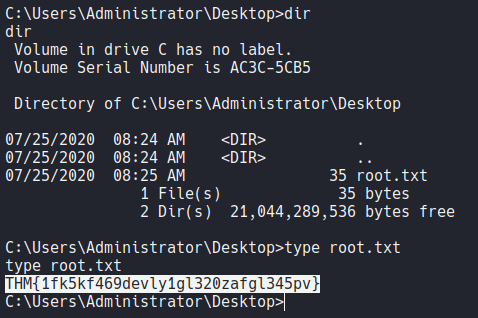 C:\Users\Administrator\Desktop>dir
dir
 Volume in drive C has no label.
 Volume Serial Number is AC3C-5CB5

 Directory of C:\Users\Administrator\Desktop

07/25/2020  08:24 AM    <DIR>          .
07/25/2020  08:24 AM    <DIR>          ..
07/25/2020  08:25 AM                35 root.txt
               1 File(s)             35 bytes
               2 Dir(s)  21,044,289,536 bytes free

C:\Users\Administrator\Desktop>type root.txt
type root.txt
THM{1fk5kf469devly1gl320zafgl345pv}
C:\Users\Administrator\Desktop>